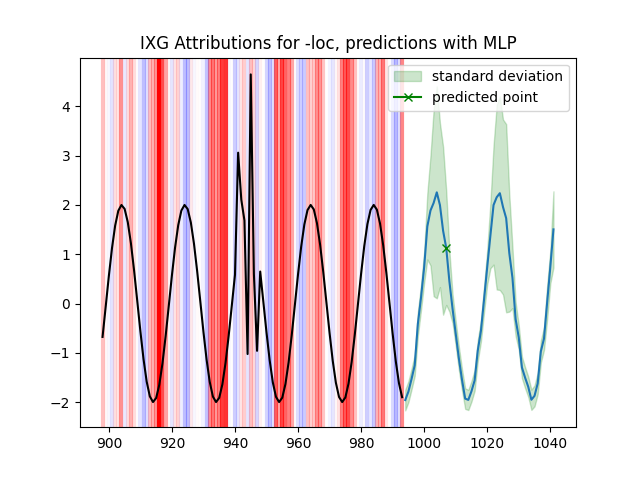 IXG Attributions for -loc, predictions with MLP
standard deviation
predicted point
4
3
2
1
0
−1
−2
900 920 940 960 980 1000 1020 1040